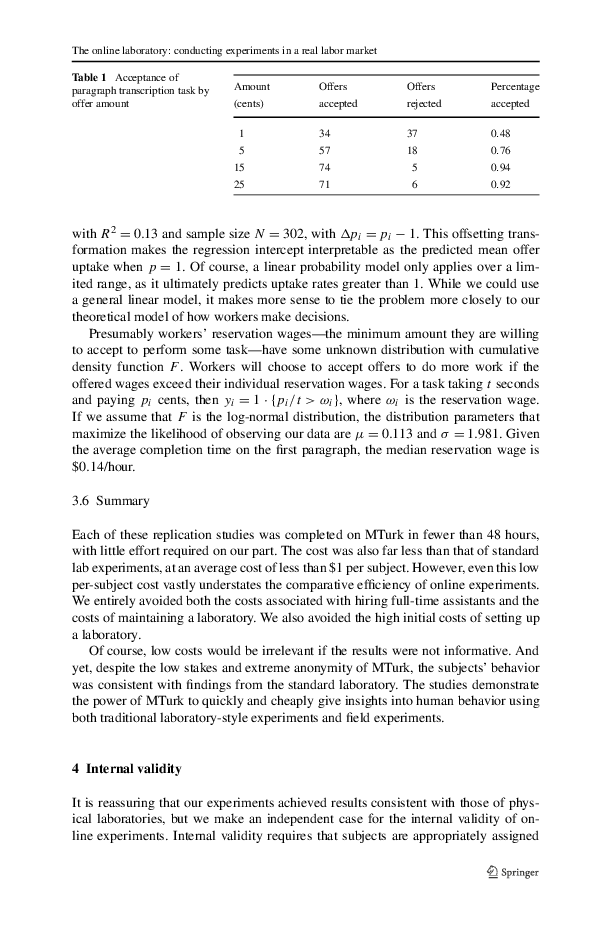 The online laboratory: conducting experiments in a real labor market
Table 1 Acceptance of
paragraph transcription task by
offer amount
Amount Offers Offers Percentage
(cents) accepted rejected accepted
1 34 37 0.48
5 57 18 0.76
15 74 5 0.94
25 71 6 0.92
with R² = 0.13 and sample size N = 302, with Δpᵢ = pᵢ − 1. This offsetting trans-
formation makes the regression intercept interpretable as the predicted mean offer
uptake when p = 1. Of course, a linear probability model only applies over a lim-
ited range, as it ultimately predicts uptake rates greater than 1. While we could use
a general linear model, it makes more sense to tie the problem more closely to our
theoretical model of how workers make decisions.
Presumably workers' reservation wages—the minimum amount they are willing
to accept to perform some task—have some unknown distribution with cumulative
density function F. Workers will choose to accept offers to do more work if the
offered wages exceed their individual reservation wages. For a task taking t seconds
and paying pᵢ cents, then yᵢ = 1 · {pᵢ/t > ωᵢ}, where ωᵢ is the reservation wage.
If we assume that F is the log-normal distribution, the distribution parameters that
maximize the likelihood of observing our data are μ = 0.113 and σ = 1.981. Given
the average completion time on the first paragraph, the median reservation wage is
$0.14/hour.
3.6 Summary
Each of these replication studies was completed on MTurk in fewer than 48 hours,
with little effort required on our part. The cost was also far less than that of standard
lab experiments, at an average cost of less than $1 per subject. However, even this low
per-subject cost vastly understates the comparative efficiency of online experiments.
We entirely avoided both the costs associated with hiring full-time assistants and the
costs of maintaining a laboratory. We also avoided the high initial costs of setting up
a laboratory.
Of course, low costs would be irrelevant if the results were not informative. And
yet, despite the low stakes and extreme anonymity of MTurk, the subjects' behavior
was consistent with findings from the standard laboratory. The studies demonstrate
the power of MTurk to quickly and cheaply give insights into human behavior using
both traditional laboratory-style experiments and field experiments.
4 Internal validity
It is reassuring that our experiments achieved results consistent with those of phys-
ical laboratories, but we make an independent case for the internal validity of on-
line experiments. Internal validity requires that subjects are appropriately assigned
Springer